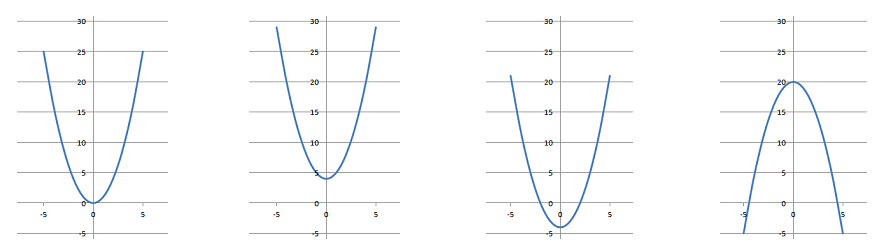 30 30 30 30
25 25 25 25
20 20 20 20
15 15 15 15
10 10 10 10
5 5 5 5
0 0 0 0
-5 0 5 -5 0 5 -5 0 5 -5 0 5
-5 -5 -5 -5